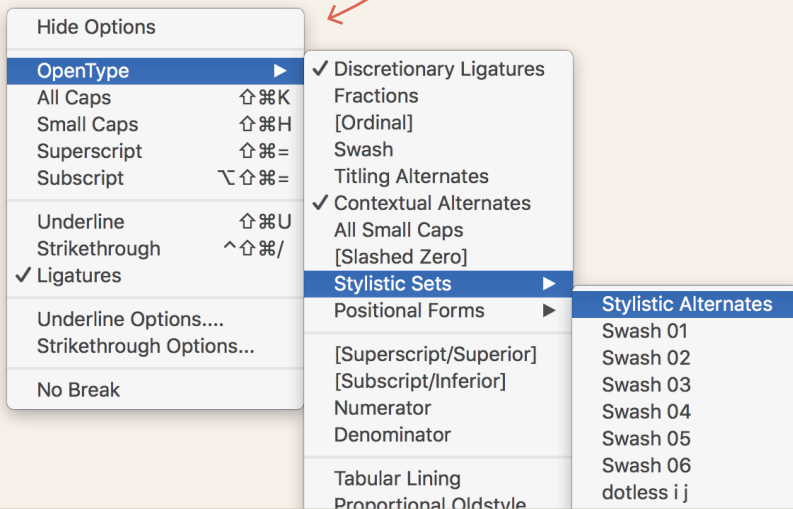 Hide Options
OpenType ▶
All Caps ⇧⌘K
Small Caps ⇧⌘H
Superscript ⇧⌘=
Subscript ⌥⇧⌘=
Underline ⇧⌘U
Strikethrough ^⇧⌘/
✓ Ligatures
Underline Options....
Strikethrough Options...
No Break
✓ Discretionary Ligatures
Fractions
[Ordinal]
Swash
Titling Alternates
✓ Contextual Alternates
All Small Caps
[Slashed Zero]
Stylistic Sets ▶
Positional Forms ▶
[Superscript/Superior]
[Subscript/Inferior]
Numerator
Denominator
Tabular Lining
Proportional Oldstyle
Stylistic Alternates
Swash 01
Swash 02
Swash 03
Swash 04
Swash 05
Swash 06
dotless i j